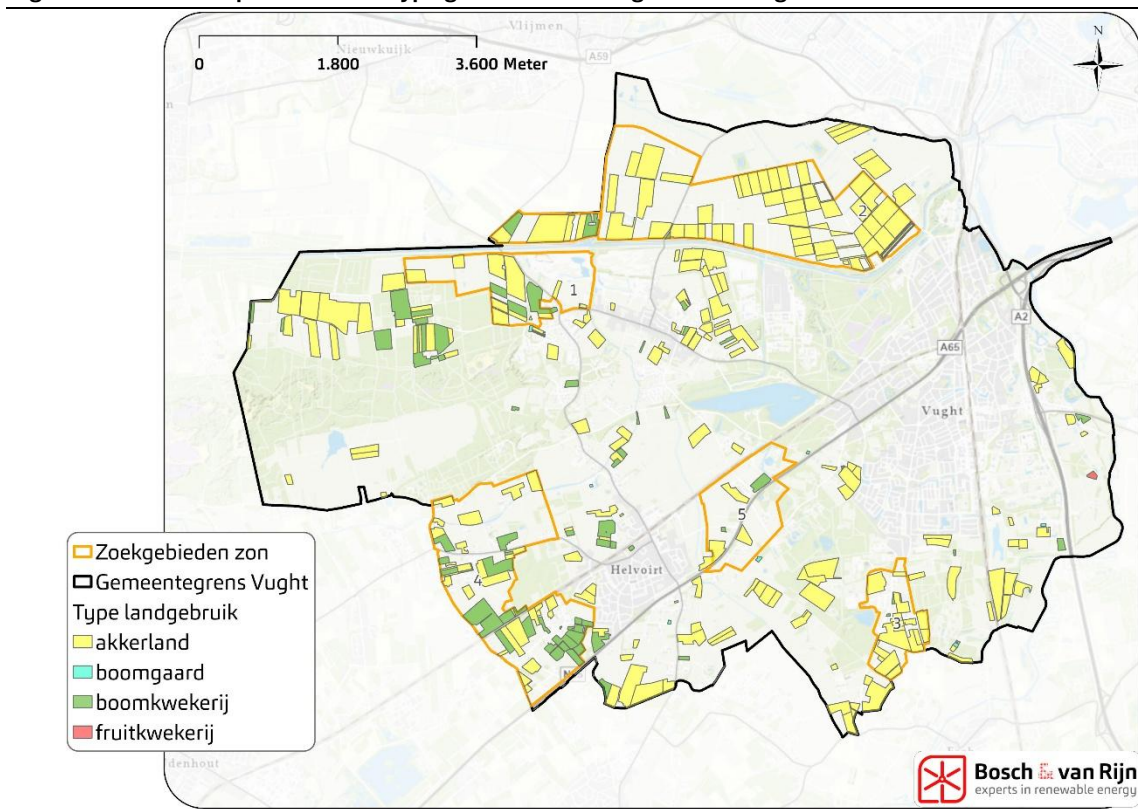 Vlijmen
Nieuwkuijk
A59
N
0 1.800 3.600 Meter
2
1
A2
A65
Vught
5
Helvoirt
4
3
Zoekgebieden zon
Gemeentegrens Vught
Type landgebruik
akkerland
boomgaard
boomkwekerij
fruitkwekerij
denhout
Bosch & van Rijn
experts in renewable energy